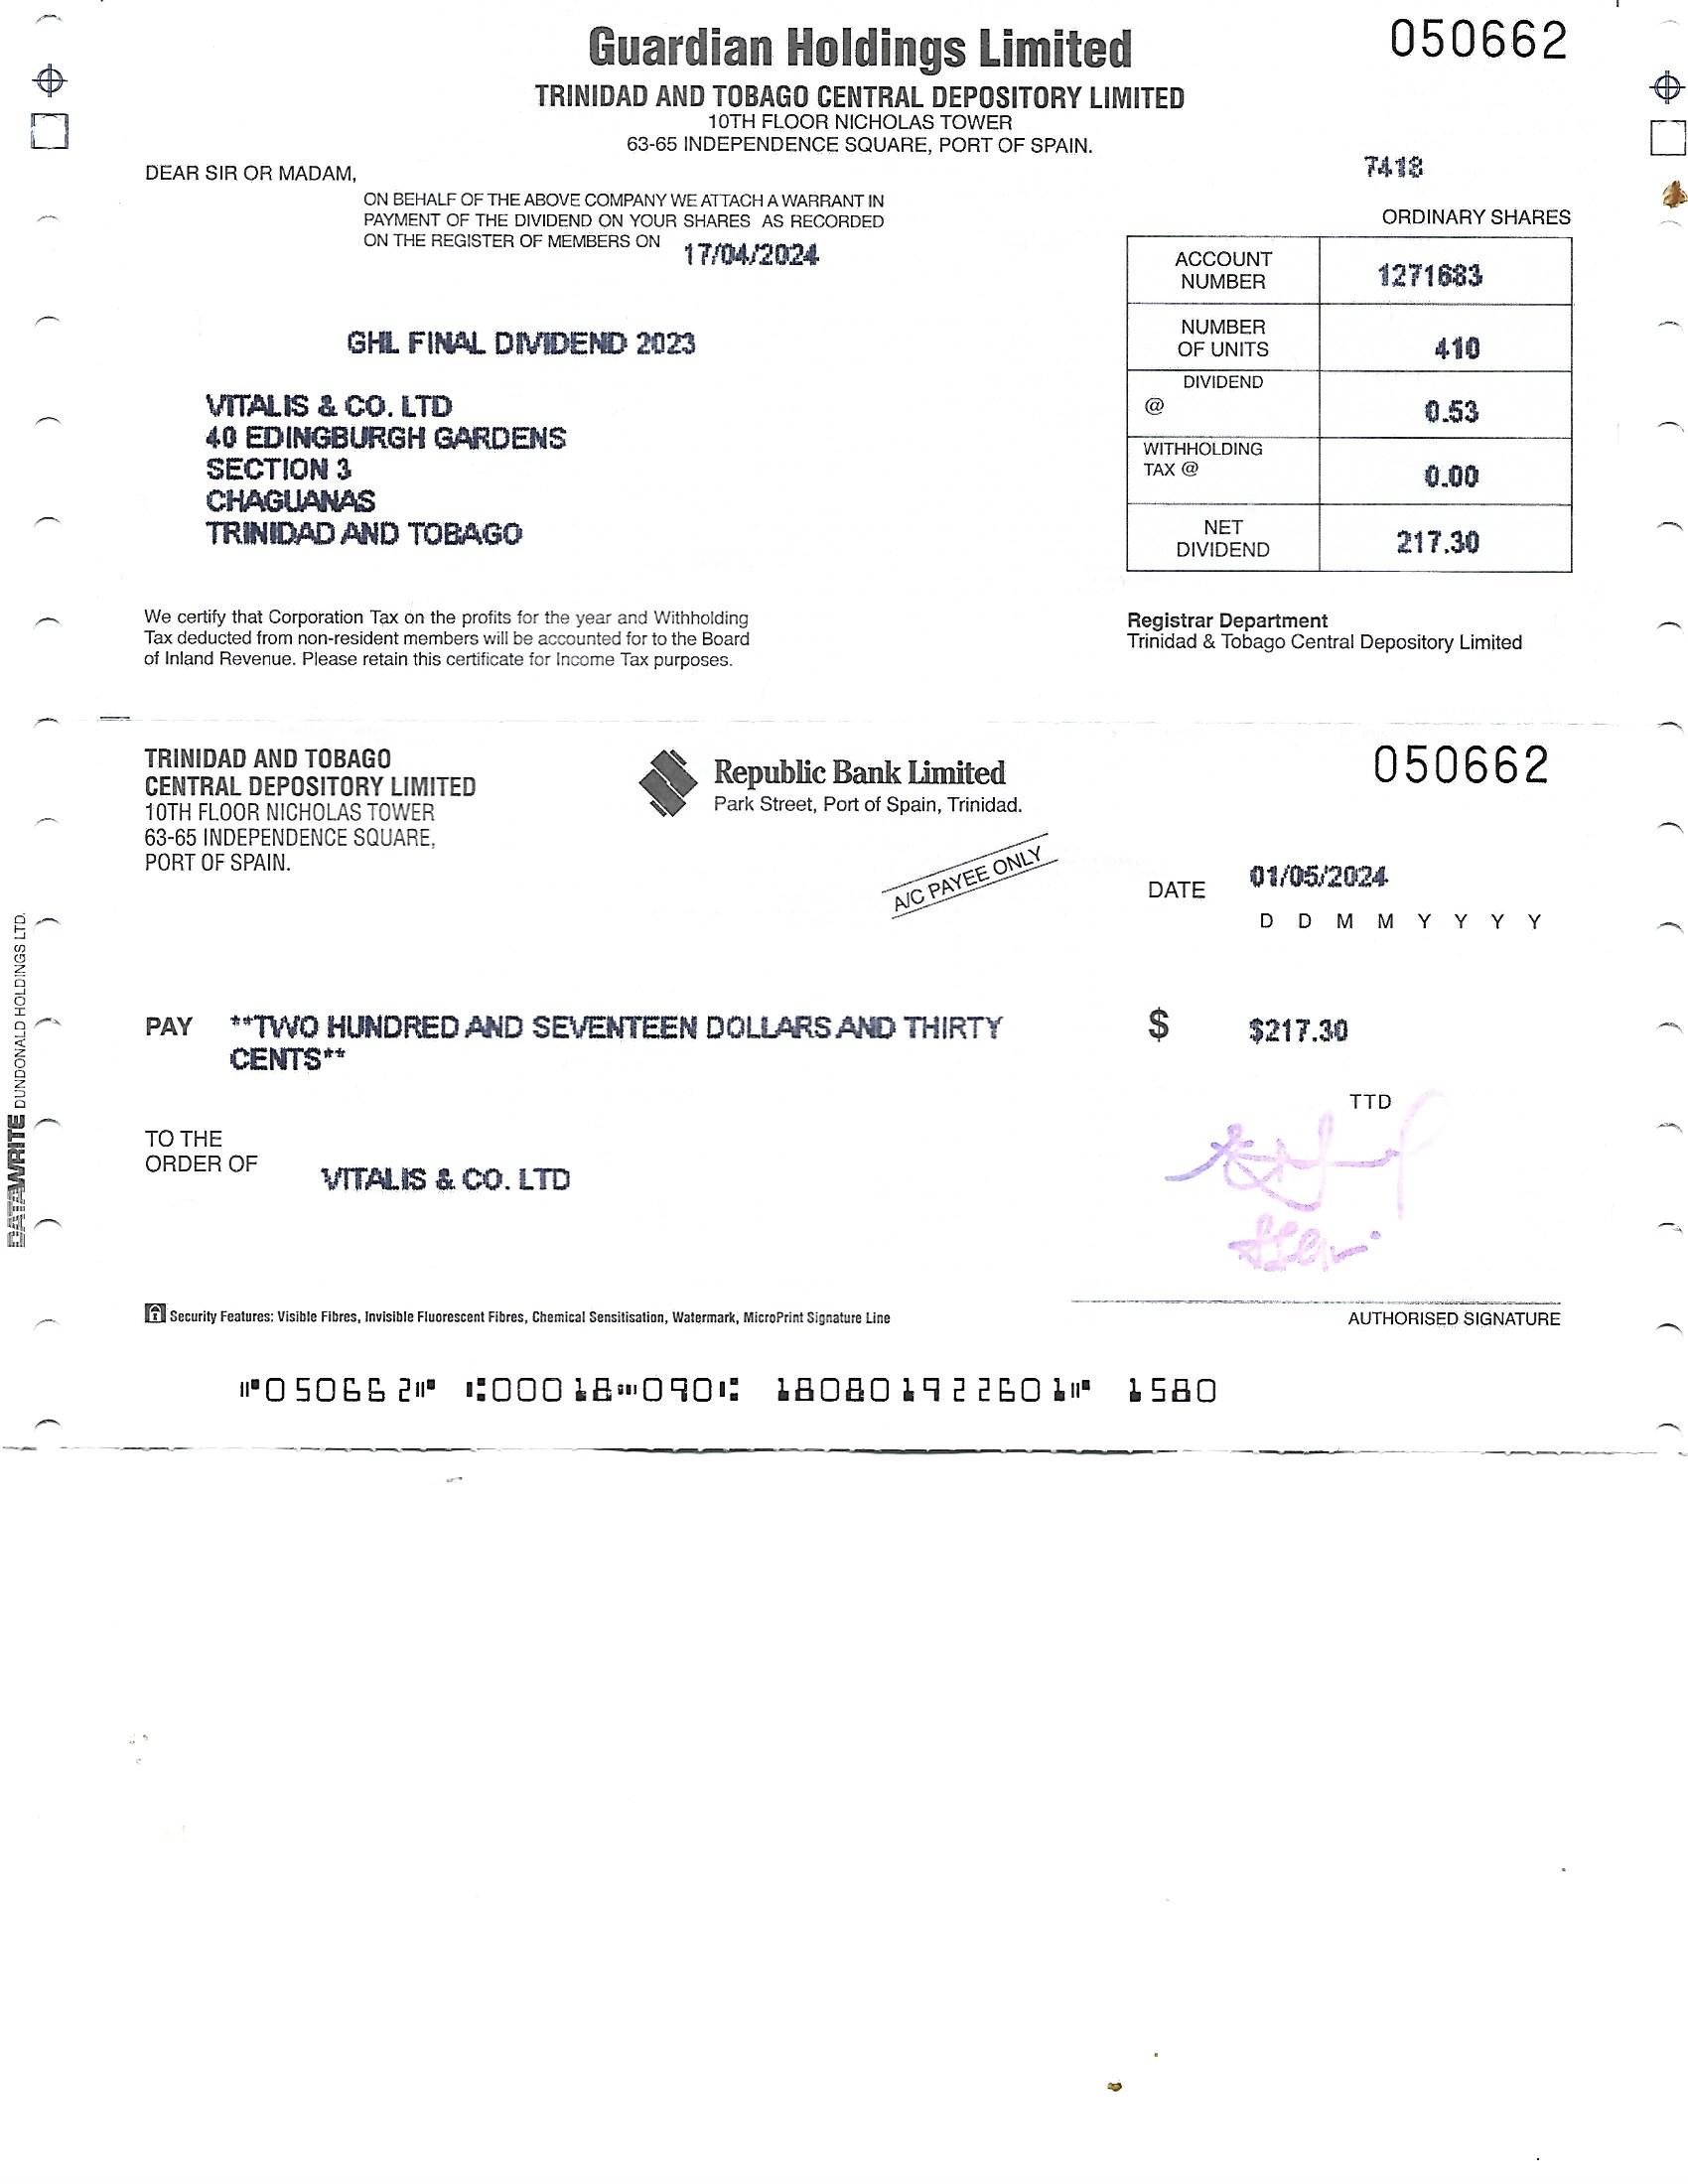 Guardian Holdings Limited
050662
TRINIDAD AND TOBAGO CENTRAL DEPOSITORY LIMITED
10TH FLOOR NICHOLAS TOWER
63-65 INDEPENDENCE SQUARE, PORT OF SPAIN.
DEAR SIR OR MADAM,
7418
ON BEHALF OF THE ABOVE COMPANY WE ATTACH A WARRANT IN
PAYMENT OF THE DIVIDEND ON YOUR SHARES AS RECORDED
ON THE REGISTER OF MEMBERS ON 17/04/2024
ORDINARY SHARES
ACCOUNT
NUMBER
1271683
NUMBER
OF UNITS
410
DIVIDEND
@
0.53
WITHHOLDING
TAX @
0.00
NET
DIVIDEND
217.30
GHL FINAL DIVIDEND 2023
VITALIS & CO. LTD
40 EDINGBURGH GARDENS
SECTION 3
CHAGUANAS
TRINIDAD AND TOBAGO
We certify that Corporation Tax on the profits for the year and Withholding
Tax deducted from non-resident members will be accounted for to the Board
of Inland Revenue. Please retain this certificate for Income Tax purposes.
Registrar Department
Trinidad & Tobago Central Depository Limited
TRINIDAD AND TOBAGO
CENTRAL DEPOSITORY LIMITED
10TH FLOOR NICHOLAS TOWER
63-65 INDEPENDENCE SQUARE,
PORT OF SPAIN.
Republic Bank Limited
Park Street, Port of Spain, Trinidad.
050662
A/C PAYEE ONLY
DATE 01/05/2024
D D M M Y Y Y Y
PAY **TWO HUNDRED AND SEVENTEEN DOLLARS AND THIRTY
CENTS**
$ $217.30
TTD
TO THE
ORDER OF
VITALIS & CO. LTD
Security Features: Visible Fibres, Invisible Fluorescent Fibres, Chemical Sensitisation, Watermark, MicroPrint Signature Line
AUTHORISED SIGNATURE
⑈050662⑈ ⑆00018⑉090⑆ 180801922601⑈ 1580
DATAWRITE DUNDONALD HOLDINGS LTD.